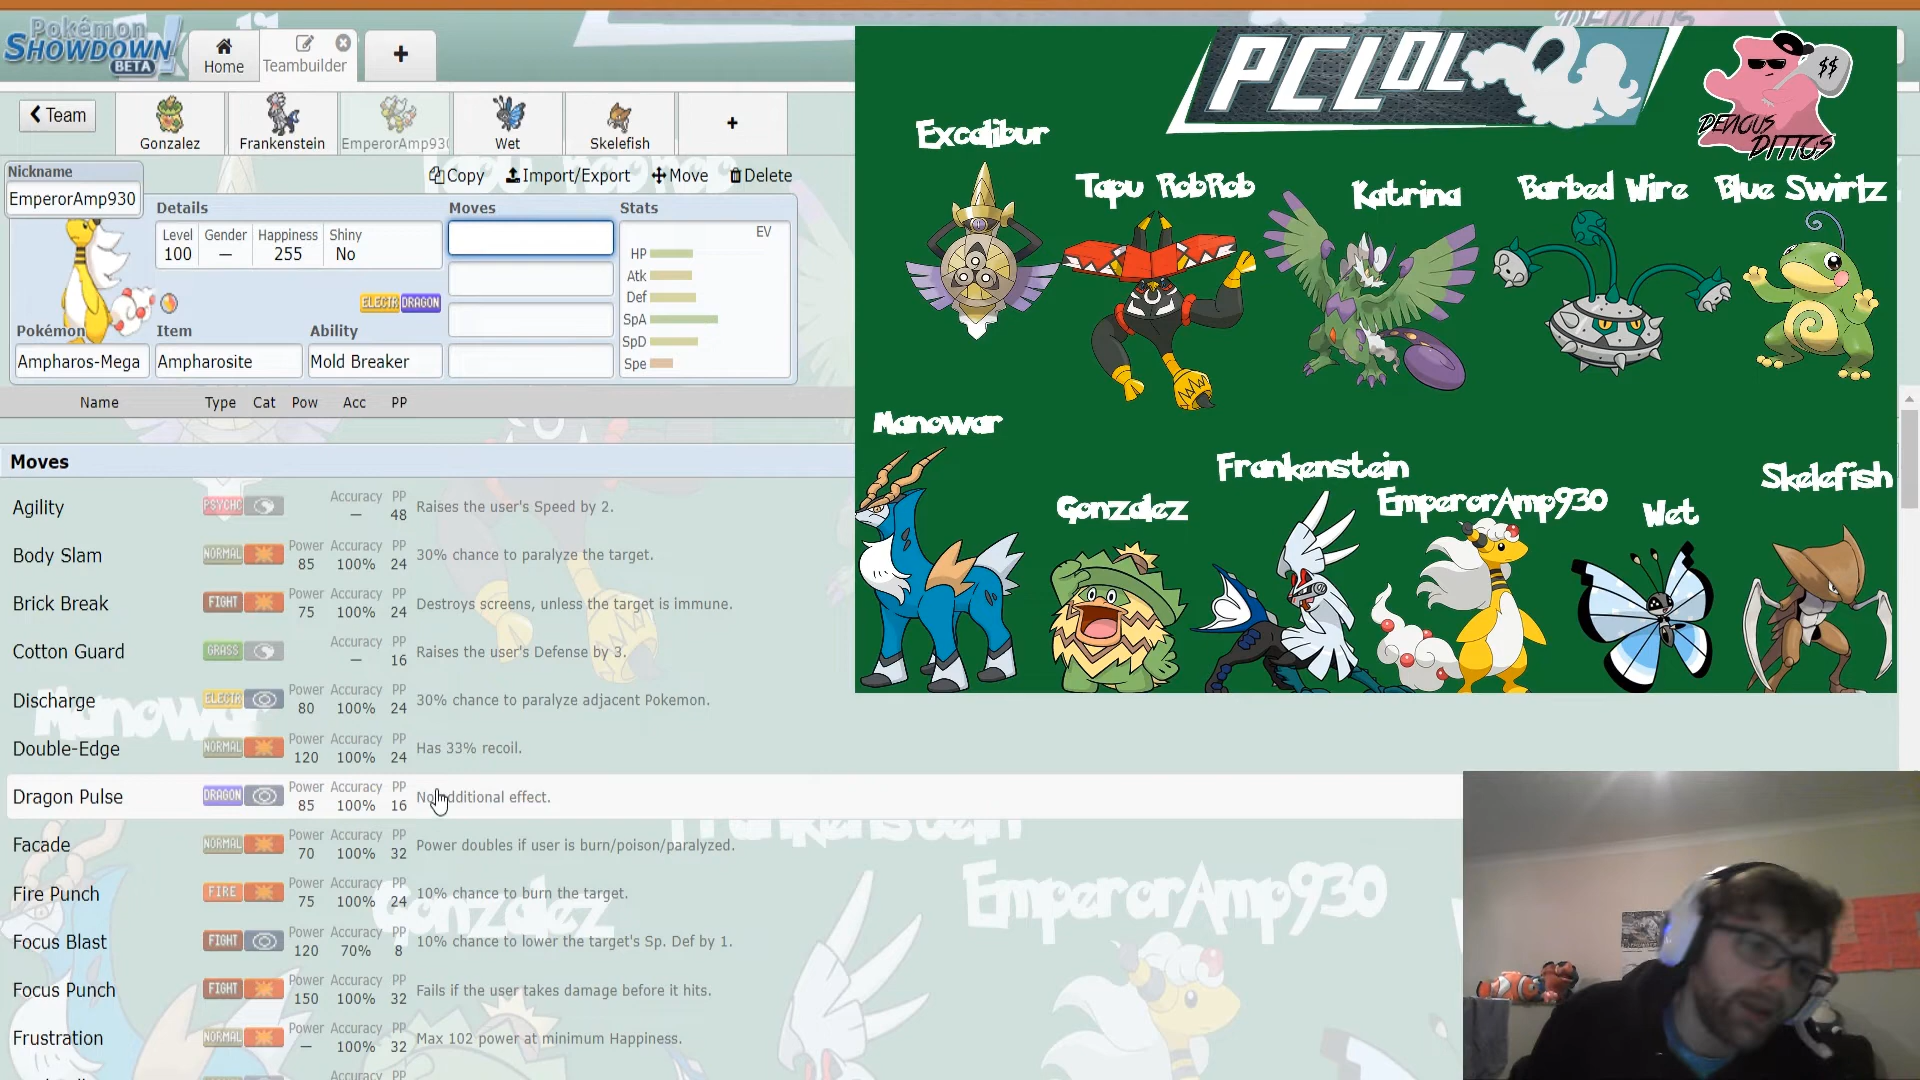 Pokémon
SHOWDOWN!
BETA
Home
Teambuilder
+
Team
Gonzalez
Frankenstein
EmperorAmp930
Wet
Skelefish
+
Nickname
EmperorAmp930
Copy
Import/Export
Move
Delete
Details
Moves
Stats
Level
Gender
Happiness
Shiny
100
—
255
No
EV
HP
Atk
Def
SpA
SpD
Spe
ELECTR
DRAGON
Pokémon
Item
Ability
Ampharos-Mega
Ampharosite
Mold Breaker
Name Type Cat Pow Acc PP
Moves
Agility PSYCHC Accuracy — PP 48 Raises the user's Speed by 2.
Body Slam NORMAL Power 85 Accuracy 100% PP 24 30% chance to paralyze the target.
Brick Break FIGHT Power 75 Accuracy 100% PP 24 Destroys screens, unless the target is immune.
Cotton Guard GRASS Accuracy — PP 16 Raises the user's Defense by 3.
Discharge ELECTR Power 80 Accuracy 100% PP 24 30% chance to paralyze adjacent Pokemon.
Double-Edge NORMAL Power 120 Accuracy 100% PP 24 Has 33% recoil.
Dragon Pulse DRAGON Power 85 Accuracy 100% PP 16 No additional effect.
Facade NORMAL Power 70 Accuracy 100% PP 32 Power doubles if user is burn/poison/paralyzed.
Fire Punch FIRE Power 75 Accuracy 100% PP 24 10% chance to burn the target.
Focus Blast FIGHT Power 120 Accuracy 70% PP 8 10% chance to lower the target's Sp. Def by 1.
Focus Punch FIGHT Power 150 Accuracy 100% PP 32 Fails if the user takes damage before it hits.
Frustration NORMAL Power — Accuracy 100% PP 32 Max 102 power at minimum Happiness.
Accuracy PP
PCLOL
$$
DEACUS
DITTOS
Excalibur
Tapu RobRob
Katrina
Barbed Wire
Blue Swirlz
Manowar
Gonzalez
Frankenstein
EmperorAmp930
Wet
Skelefish
Manowar
Frankenstein
Gonzalez
EmperorAmp930